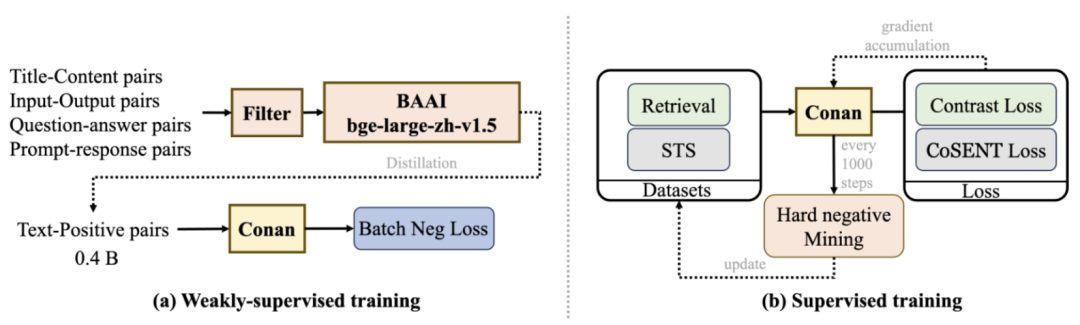 Title-Content pairs
Input-Output pairs
Question-answer pairs
Prompt-response pairs
Filter
BAAI
bge-large-zh-v1.5
Distillation
Text-Positive pairs
0.4 B
Conan
Batch Neg Loss
(a) Weakly-supervised training
gradient
accumulation
Retrieval
STS
Datasets
Conan
every
1000
steps
Contrast Loss
CoSENT Loss
Loss
Hard negative
Mining
update
(b) Supervised training